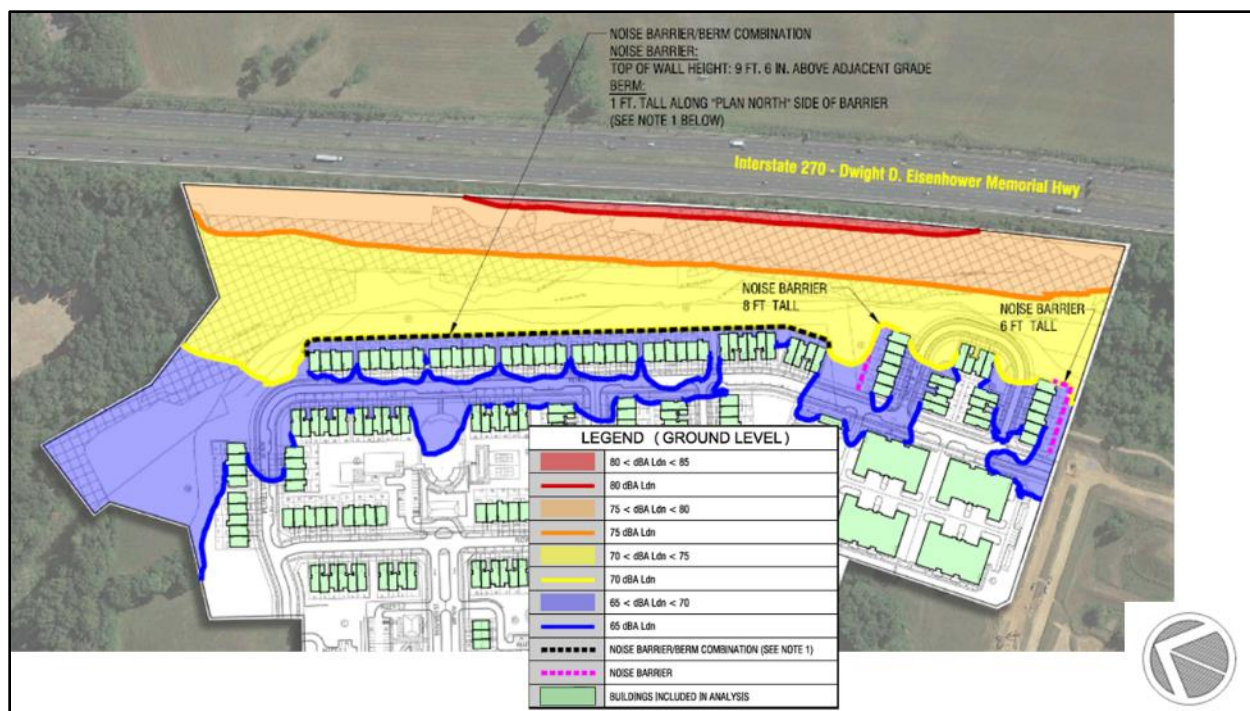 NOISE BARRIER/BERM COMBINATION
NOISE BARRIER:
TOP OF WALL HEIGHT: 9 FT. 6 IN. ABOVE ADJACENT GRADE
BERM:
1 FT. TALL ALONG "PLAN NORTH" SIDE OF BARRIER
(SEE NOTE 1 BELOW)
Interstate 270 - Dwight D. Eisenhower Memorial Hwy
NOISE BARRIER
8 FT TALL
NOISE BARRIER
6 FT TALL
LEGEND (GROUND LEVEL)
80 < dBA Ldn < 85
80 dBA Ldn
75 < dBA Ldn < 80
75 dBA Ldn
70 < dBA Ldn < 75
70 dBA Ldn
65 < dBA Ldn < 70
65 dBA Ldn
NOISE BARRIER/BERM COMBINATION (SEE NOTE 1)
NOISE BARRIER
BUILDINGS INCLUDED IN ANALYSIS